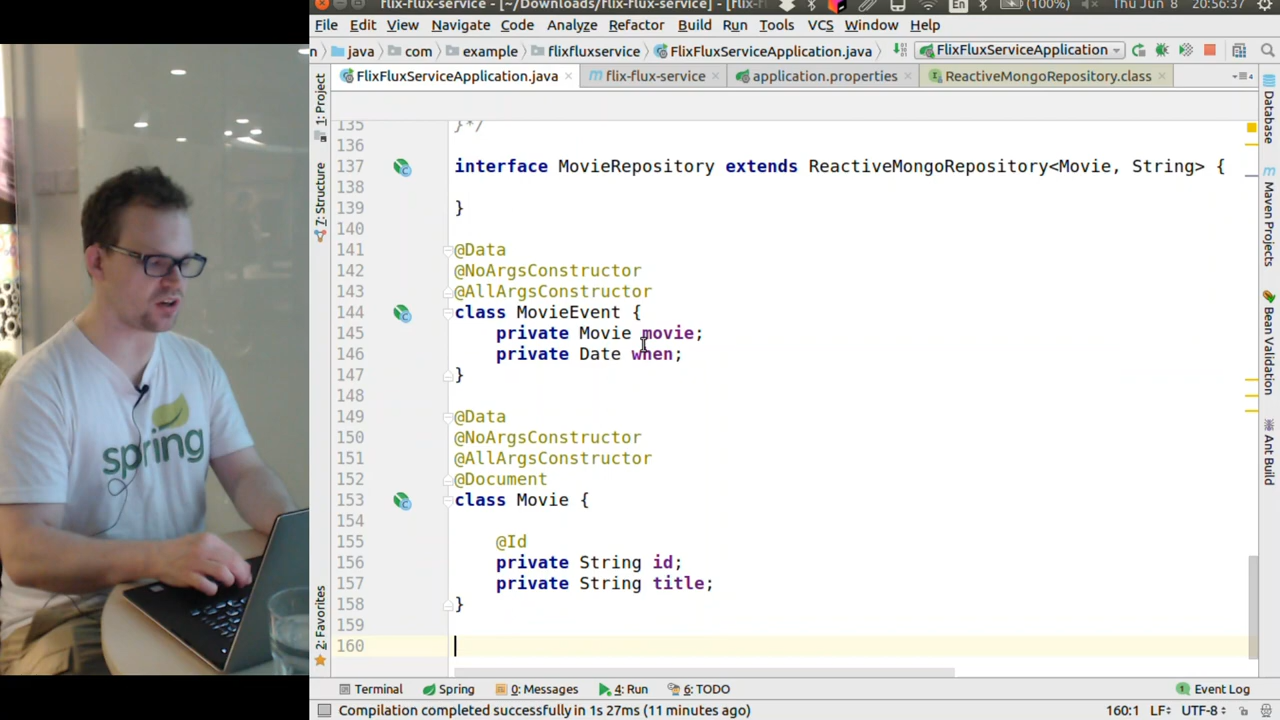 flix-flux-service - [~/Downloads/flix-flux-service] - [flix-f
En
(100%)
Thu Jun 8 20:56:37
File Edit View Navigate Code Analyze Refactor Build Run Tools VCS Window Help
n java com example flixfluxservice FlixFluxServiceApplication.java FlixFluxServiceApplication
FlixFluxServiceApplication.java flix-flux-service application.properties ReactiveMongoRepository.class 4
1: Project
7: Structure
2: Favorites
135 }*/
136
137 interface MovieRepository extends ReactiveMongoRepository<Movie, String> {
138
139 }
140
141 @Data
142 @NoArgsConstructor
143 @AllArgsConstructor
144 class MovieEvent {
145 private Movie movie;
146 private Date when;
147 }
148
149 @Data
150 @NoArgsConstructor
151 @AllArgsConstructor
152 @Document
153 class Movie {
154
155 @Id
156 private String id;
157 private String title;
158 }
159
160
Database
Maven Projects
Bean Validation
Ant Build
spring
Terminal Spring 0: Messages 4: Run 6: TODO 1 Event Log
Compilation completed successfully in 1s 27ms (11 minutes ago) 160:1 LF UTF-8